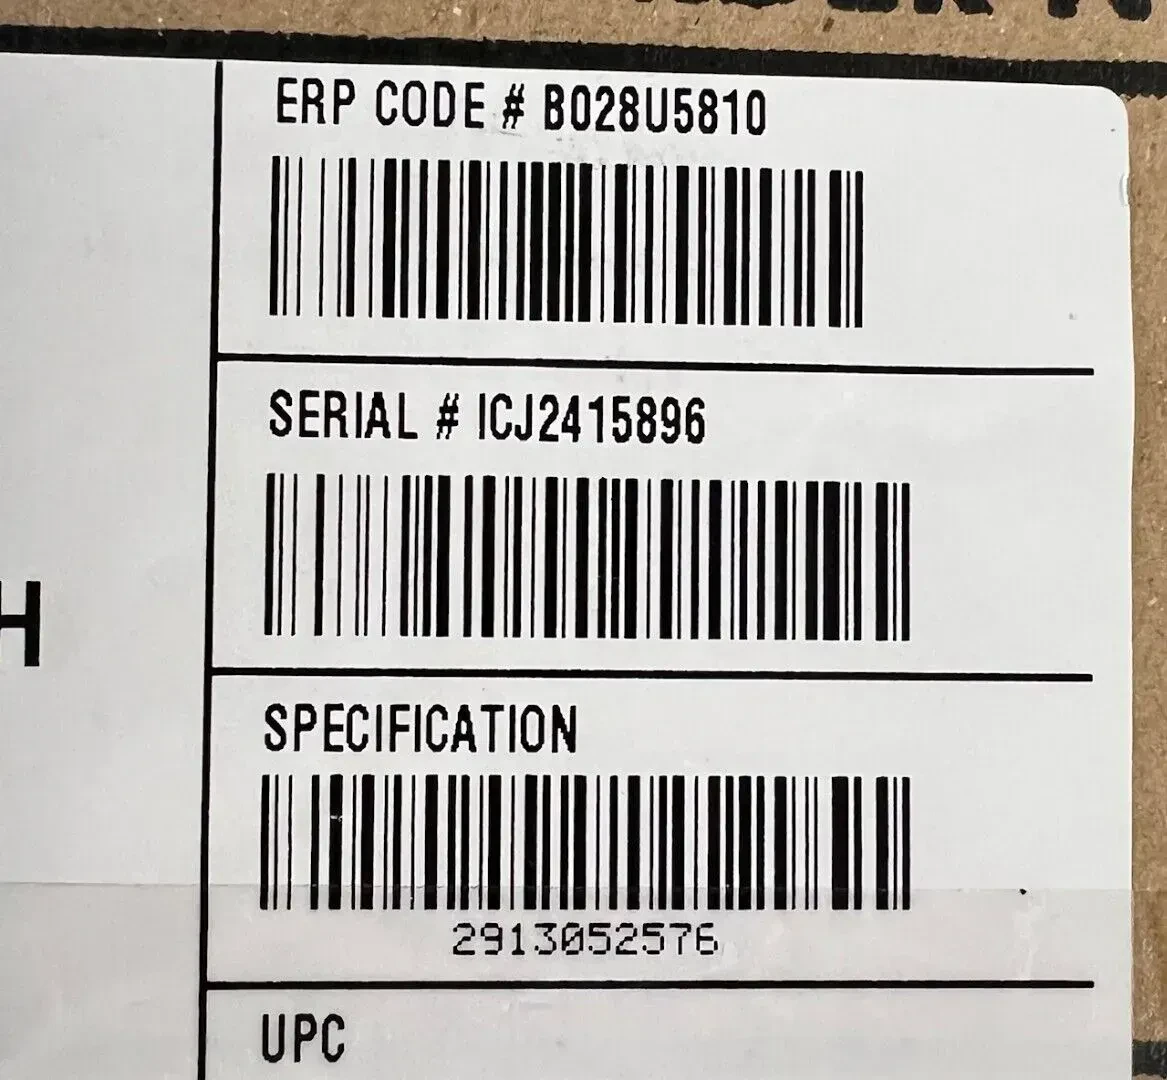 ERP CODE # B028U5810
SERIAL # ICJ2415896
H
SPECIFICATION
2913052576
UPC